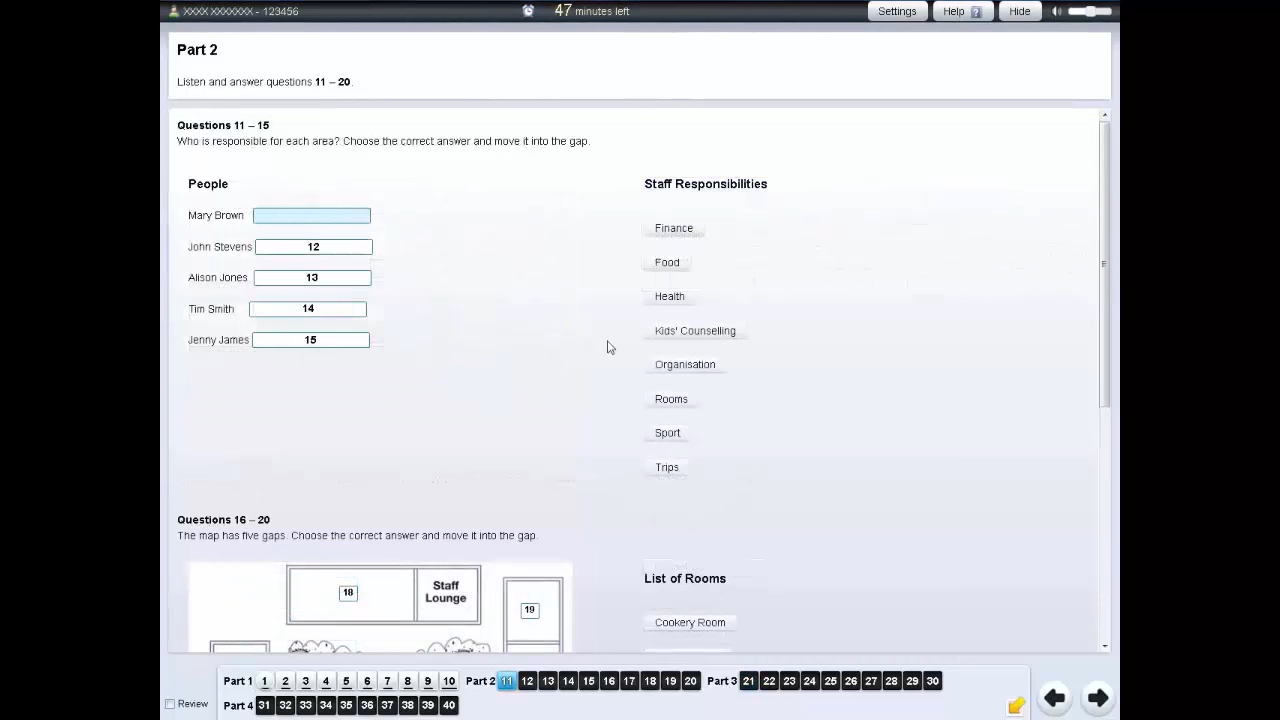 XXXX XXXXXXX - 123456
47 minutes left
Settings
Help ?
Hide
Part 2
Listen and answer questions 11 – 20.
Questions 11 – 15
Who is responsible for each area? Choose the correct answer and move it into the gap.
People
Mary Brown
John Stevens 12
Alison Jones 13
Tim Smith 14
Jenny James 15
Staff Responsibilities
Finance
Food
Health
Kids' Counselling
Organisation
Rooms
Sport
Trips
Questions 16 – 20
The map has five gaps. Choose the correct answer and move it into the gap.
18
Staff
Lounge
19
List of Rooms
Cookery Room
Part 1 1 2 3 4 5 6 7 8 9 10 Part 2 11 12 13 14 15 16 17 18 19 20 Part 3 21 22 23 24 25 26 27 28 29 30
Review
Part 4 31 32 33 34 35 36 37 38 39 40